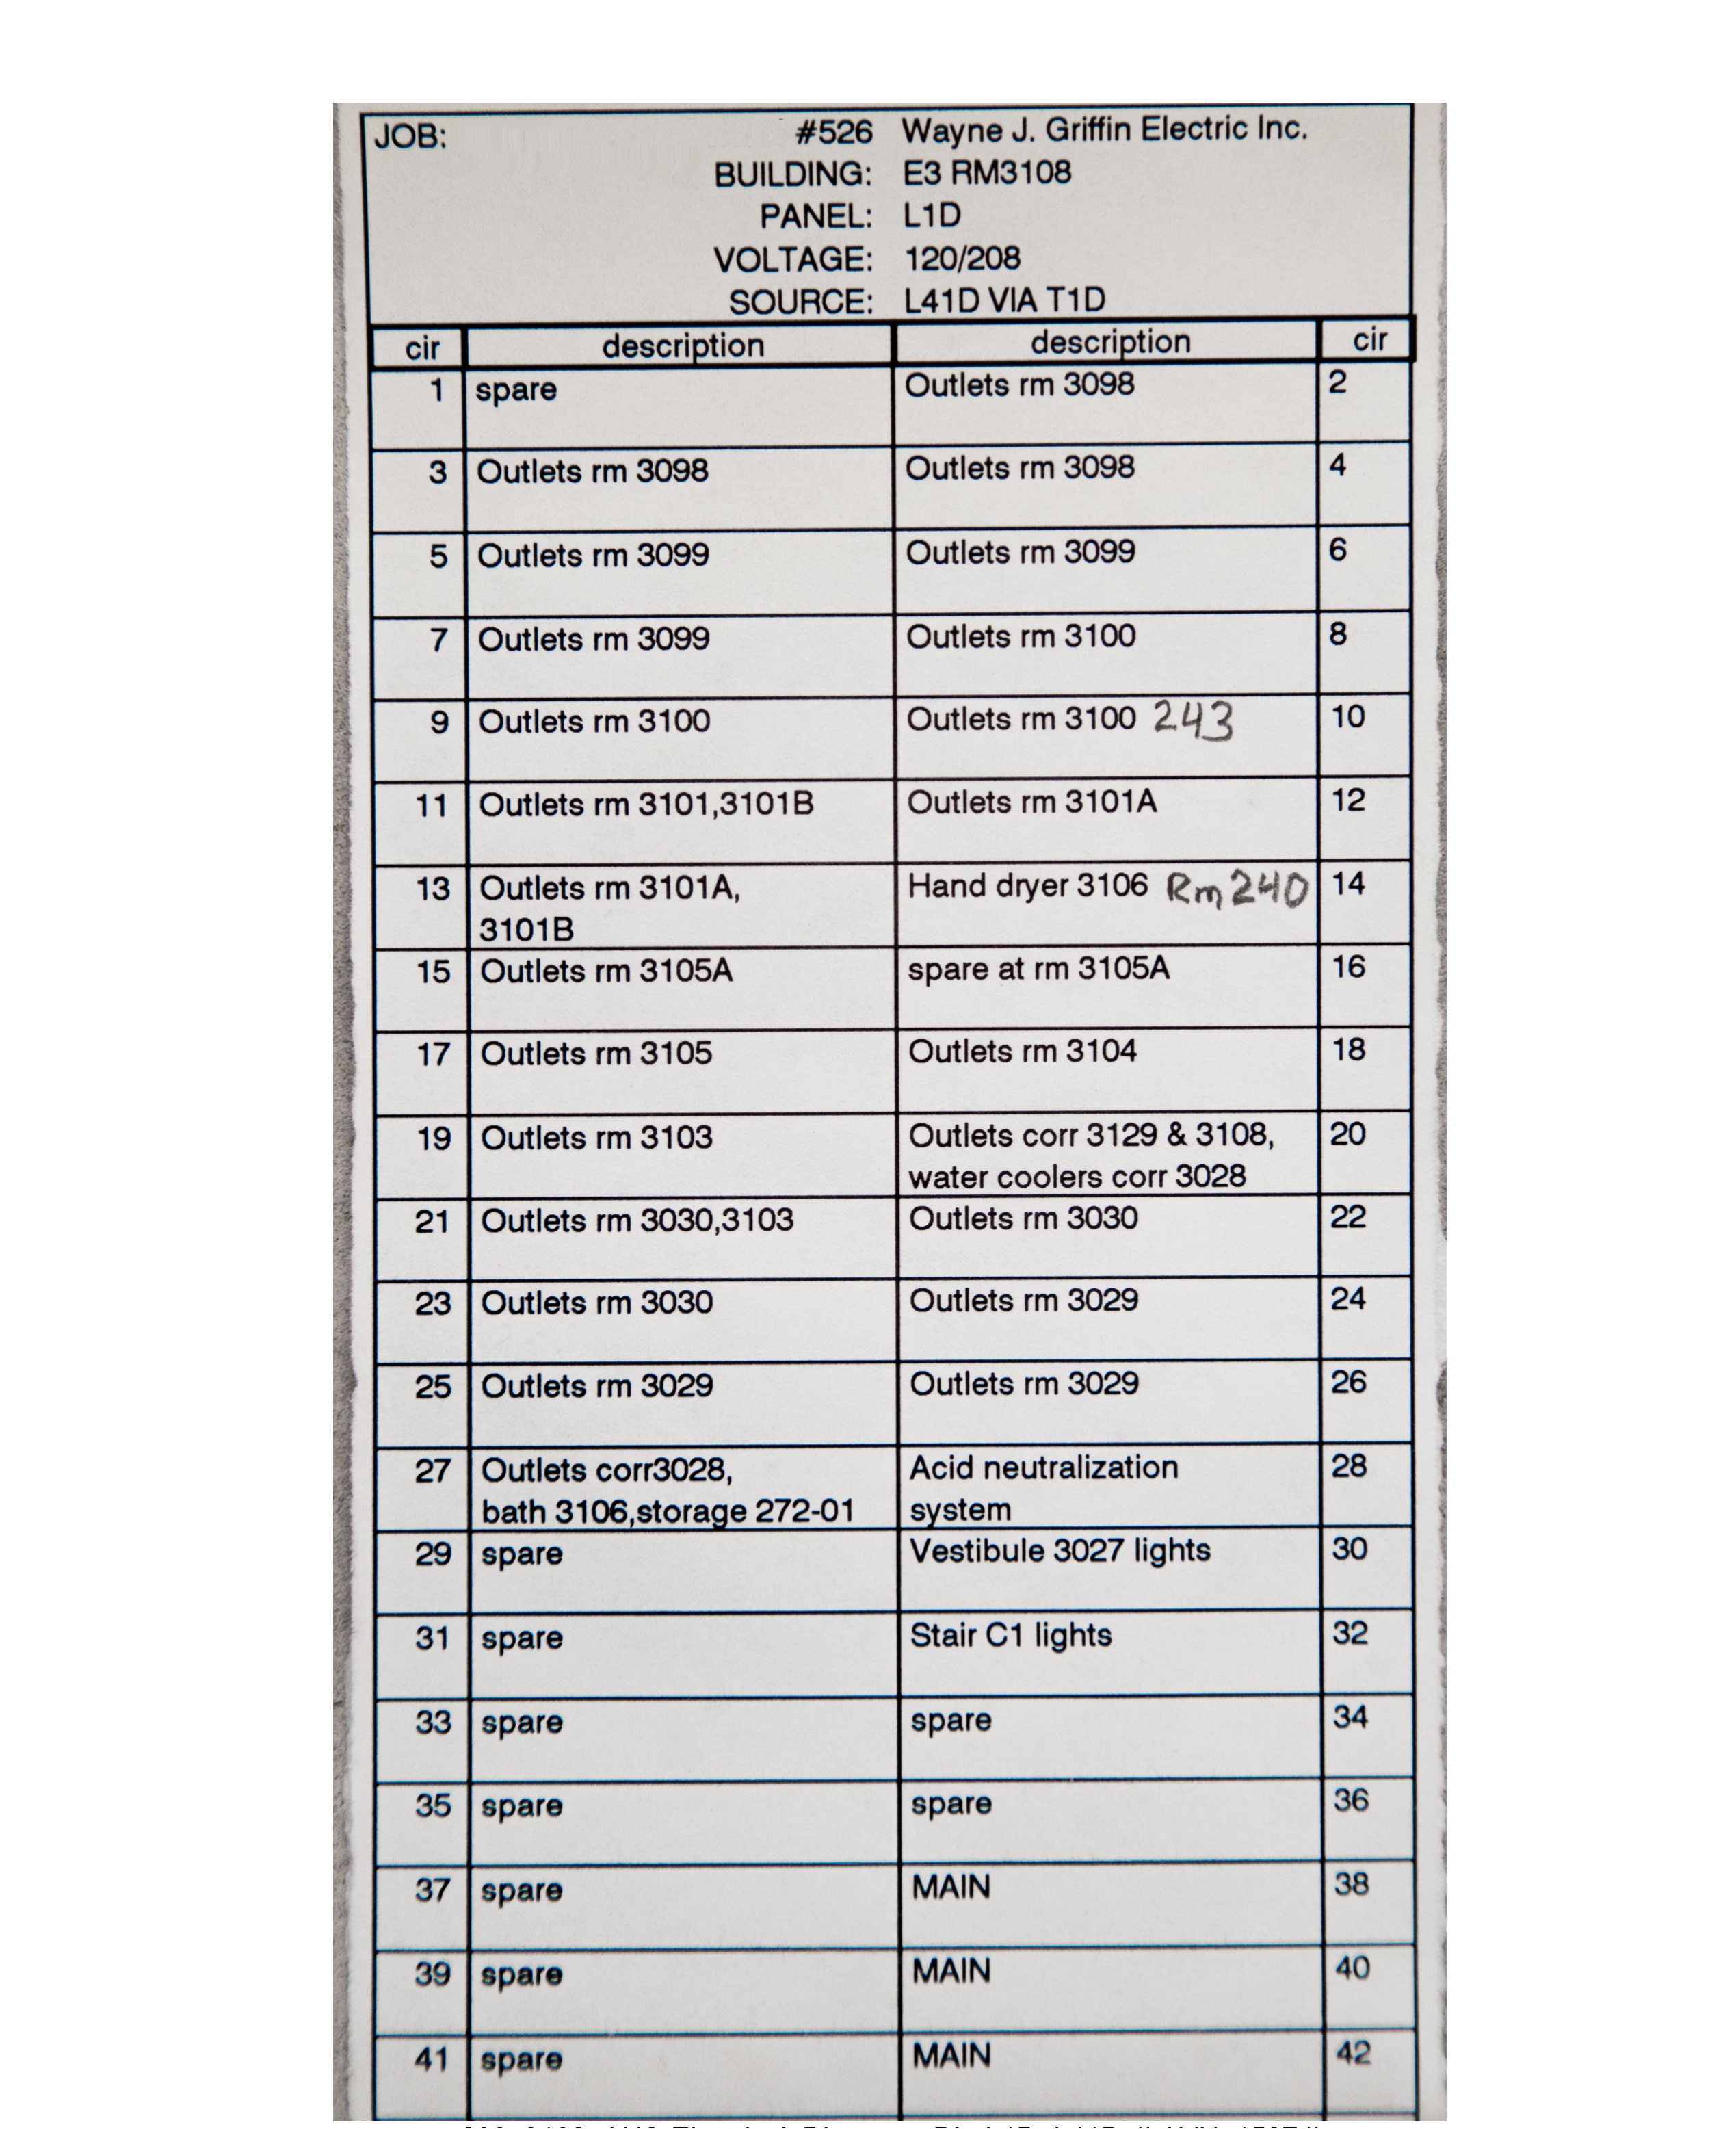 JOB: #526 Wayne J. Griffin Electric Inc.
BUILDING: E3 RM3108
PANEL: L1D
VOLTAGE: 120/208
SOURCE: L41D VIA T1D
cir description description cir
1 spare Outlets rm 3098 2
3 Outlets rm 3098 Outlets rm 3098 4
5 Outlets rm 3099 Outlets rm 3099 6
7 Outlets rm 3099 Outlets rm 3100 8
9 Outlets rm 3100 Outlets rm 3100 243 10
11 Outlets rm 3101,3101B Outlets rm 3101A 12
13 Outlets rm 3101A, Hand dryer 3106 Rm 240 14
3101B
15 Outlets rm 3105A spare at rm 3105A 16
17 Outlets rm 3105 Outlets rm 3104 18
19 Outlets rm 3103 Outlets corr 3129 & 3108, 20
water coolers corr 3028
21 Outlets rm 3030,3103 Outlets rm 3030 22
23 Outlets rm 3030 Outlets rm 3029 24
25 Outlets rm 3029 Outlets rm 3029 26
27 Outlets corr3028, Acid neutralization 28
bath 3106,storage 272-01 system
29 spare Vestibule 3027 lights 30
31 spare Stair C1 lights 32
33 spare spare 34
35 spare spare 36
37 spare MAIN 38
39 spare MAIN 40
41 spare MAIN 42